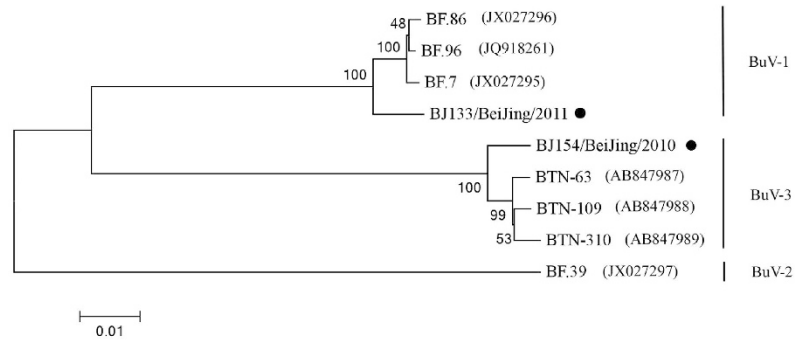 48
BF.86 (JX027296)
100
BF.96 (JQ918261)
BuV-1
100
BF.7 (JX027295)
BJ133/BeiJing/2011
BJ154/BeiJing/2010
100
BTN-63 (AB847987)
BuV-3
99
BTN-109 (AB847988)
53
BTN-310 (AB847989)
BF.39 (JX027297)
BuV-2
0.01